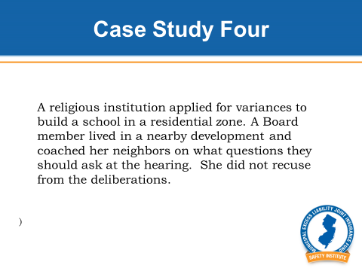 Case Study Four
A religious institution applied for variances to
build a school in a residential zone. A Board
member lived in a nearby development and
coached her neighbors on what questions they
should ask at the hearing.  She did not recuse
from the deliberations.
)
SAFETY INSTITUTE